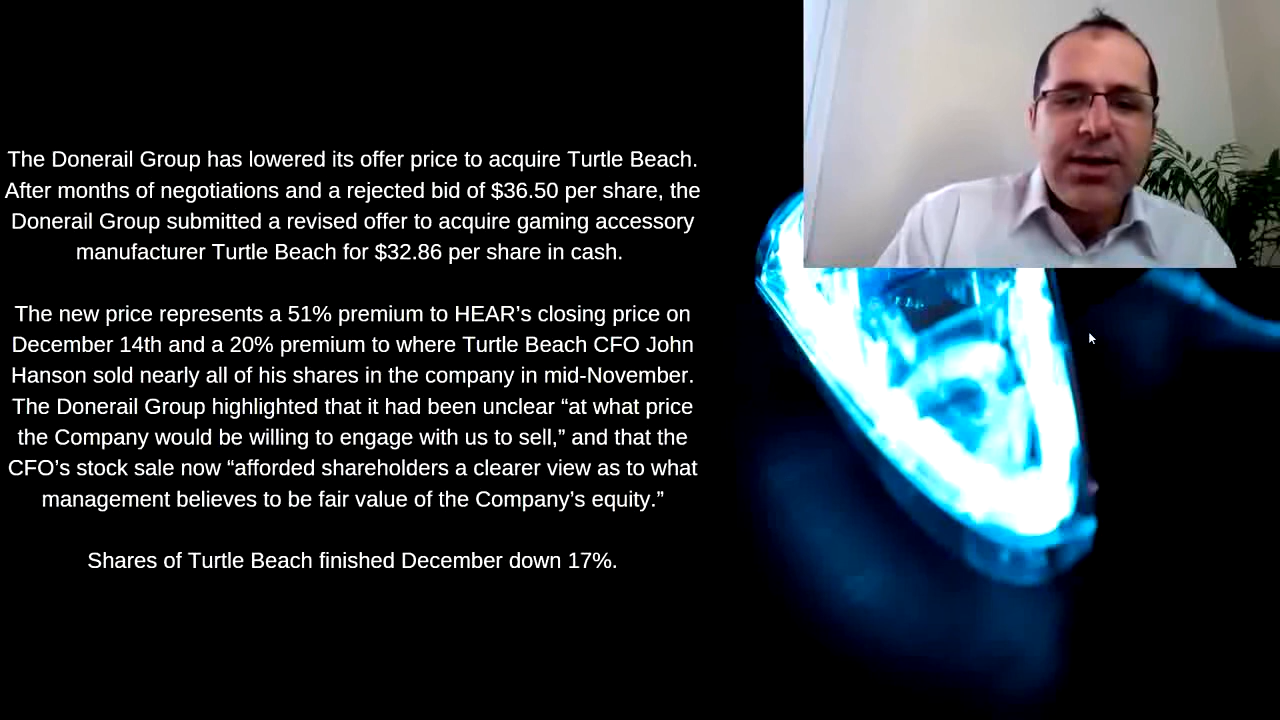 The Donerail Group has lowered its offer price to acquire Turtle Beach.
After months of negotiations and a rejected bid of $36.50 per share, the
Donerail Group submitted a revised offer to acquire gaming accessory
manufacturer Turtle Beach for $32.86 per share in cash.
The new price represents a 51% premium to HEAR’s closing price on
December 14th and a 20% premium to where Turtle Beach CFO John
Hanson sold nearly all of his shares in the company in mid-November.
The Donerail Group highlighted that it had been unclear “at what price
the Company would be willing to engage with us to sell,” and that the
CFO’s stock sale now “afforded shareholders a clearer view as to what
management believes to be fair value of the Company’s equity.”
Shares of Turtle Beach finished December down 17%.